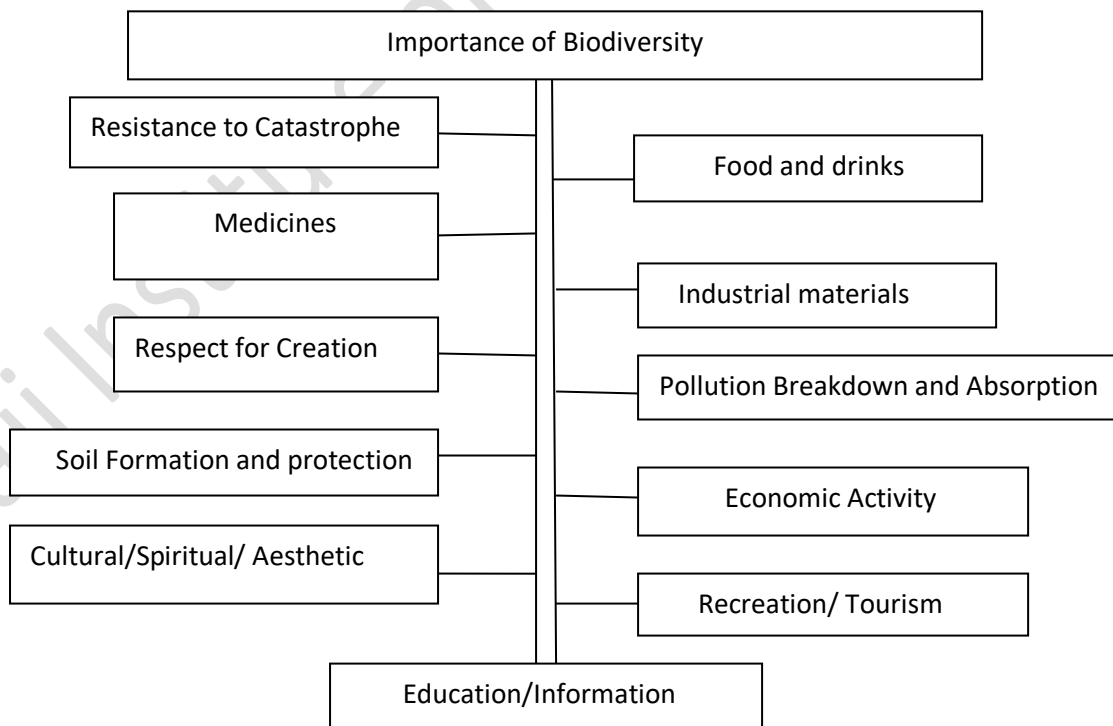 Importance of Biodiversity
Resistance to Catastrophe
Food and drinks
Medicines
Industrial materials
Respect for Creation
Pollution Breakdown and Absorption
Soil Formation and protection
Economic Activity
Cultural/Spiritual/ Aesthetic
Recreation/ Tourism
Education/Information